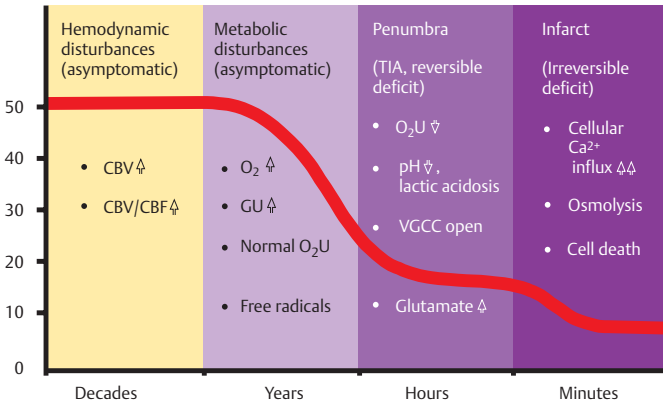 Hemodynamic
disturbances
(asymptomatic)
• CBV⇧
• CBV/CBF⇧
Metabolic
disturbances
(asymptomatic)
• O₂ ⇧
• GU⇧
• Normal O₂U
• Free radicals
Penumbra
(TIA, reversible
deficit)
• O₂U ⇩
• pH⇩,
lactic acidosis
• VGCC open
• Glutamate ⇧
Infarct
(Irreversible
deficit)
• Cellular
Ca²⁺
influx ⇧⇧
• Osmolysis
• Cell death
50
40
30
20
10
0
Decades
Years
Hours
Minutes